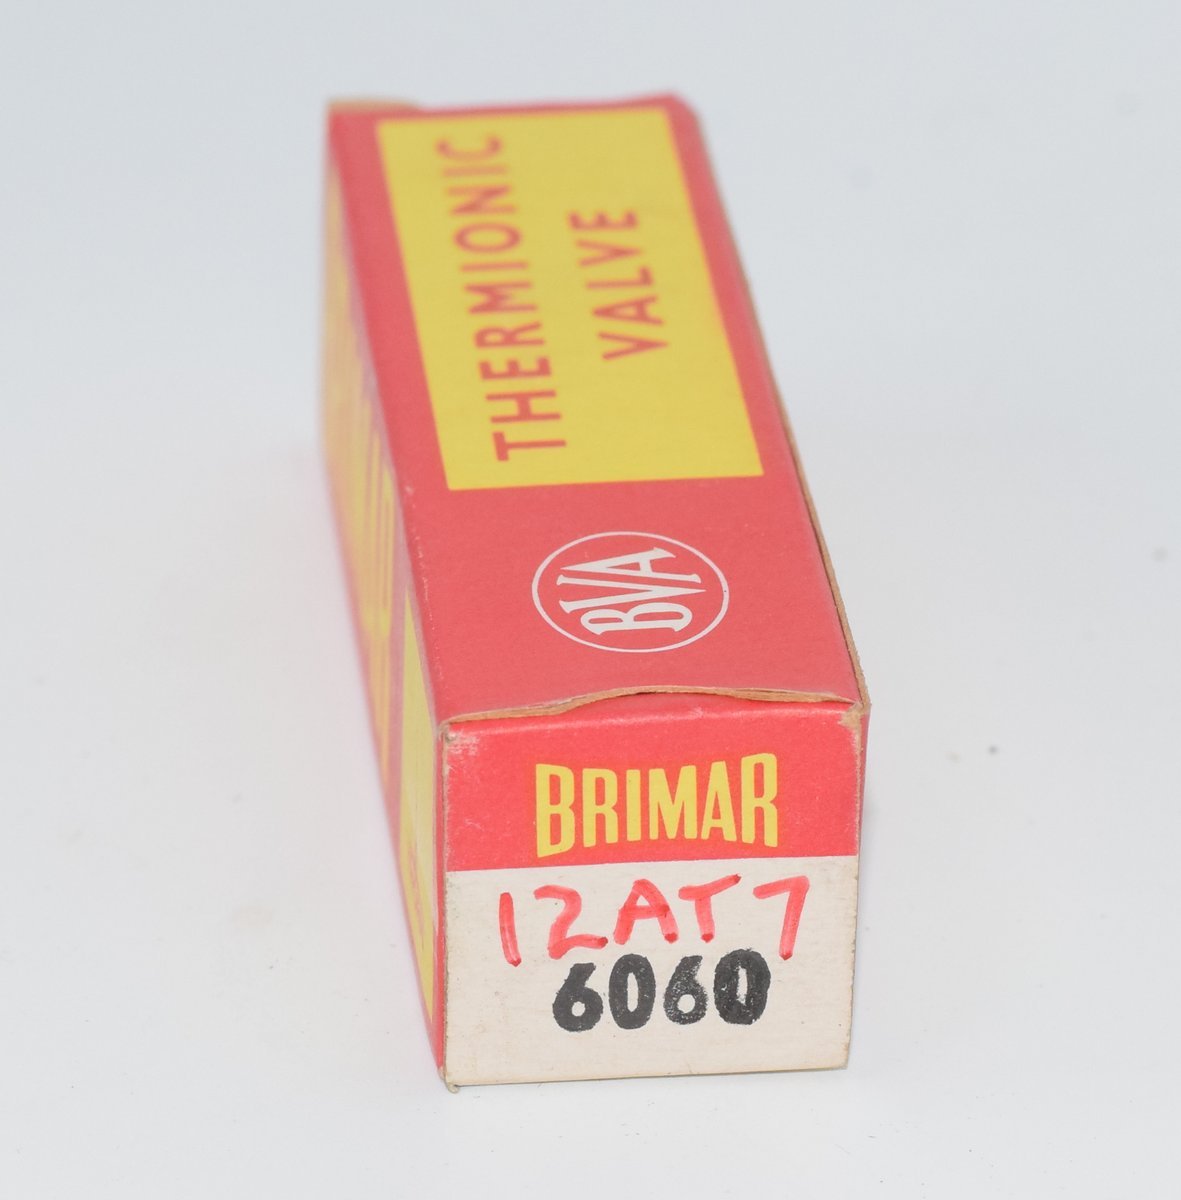 THERMIONIC
VALVE
BVA
BRIMAR
12AT7
6060